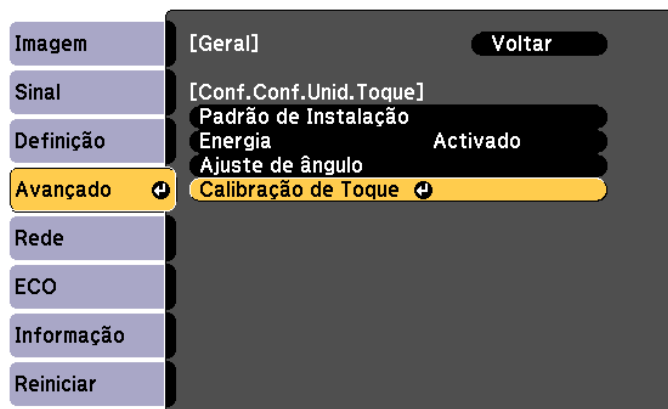 Imagem
Sinal
Definição
Avançado
Rede
ECO
Informação
Reiniciar
[Geral] Voltar
[Conf.Conf.Unid.Toque]
Padrão de Instalação
Energia Activado
Ajuste de ângulo
Calibração de Toque